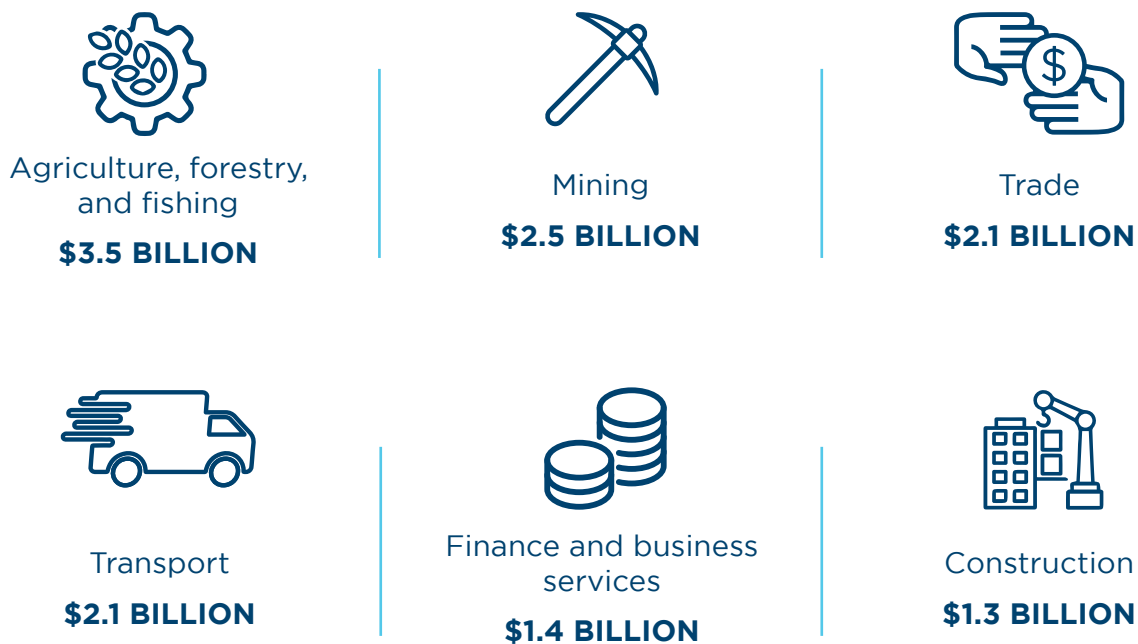 $
Agriculture, forestry,
and fishing
$3.5 BILLION
Mining
$2.5 BILLION
Trade
$2.1 BILLION
Transport
$2.1 BILLION
Finance and business
services
$1.4 BILLION
Construction
$1.3 BILLION